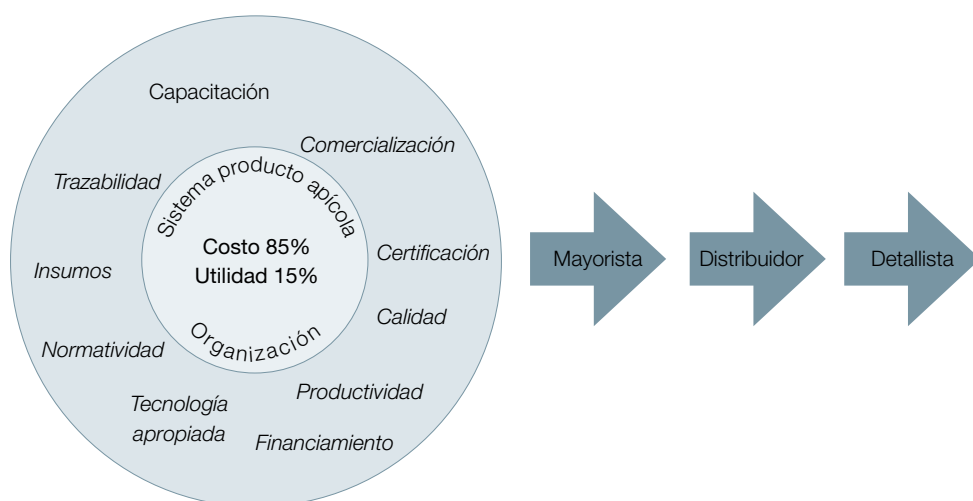 Capacitación
Comercialización
Trazabilidad
Sistema producto apícola
Costo 85%
Utilidad 15%
Certificación
Insumos
Calidad
Organización
Normatividad
Productividad
Tecnología
apropiada
Financiamiento
Mayorista
Distribuidor
Detallista